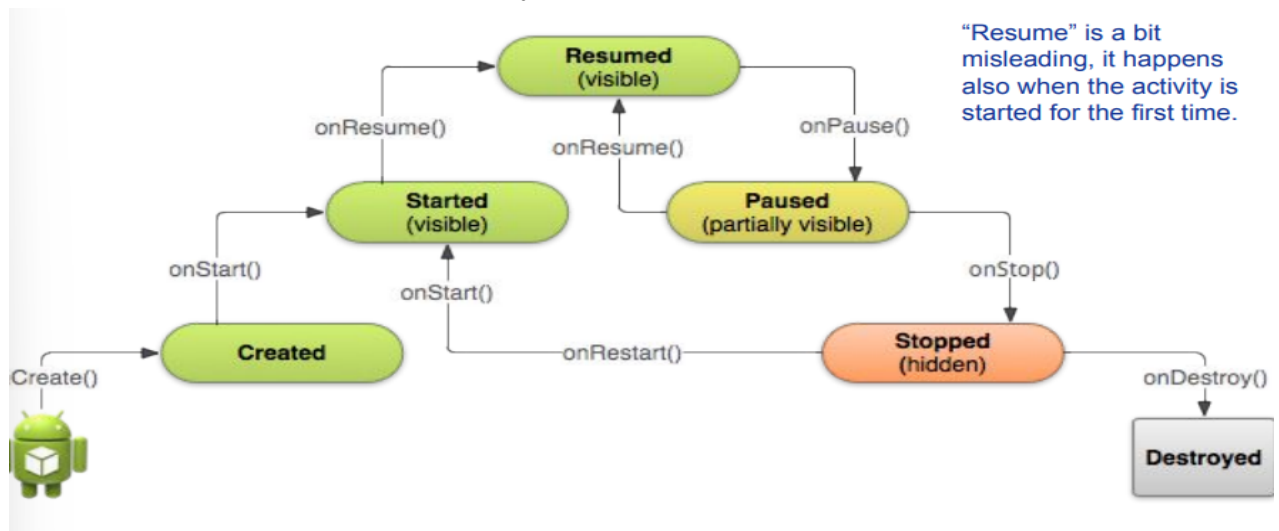 “Resume” is a bit
misleading, it happens
also when the activity is
started for the first time.
Resumed
(visible)
onResume()
onResume()
onPause()
Started
(visible)
Paused
(partially visible)
onStart()
onStart()
onStop()
Created
onRestart()
Stopped
(hidden)
Create()
onDestroy()
Destroyed